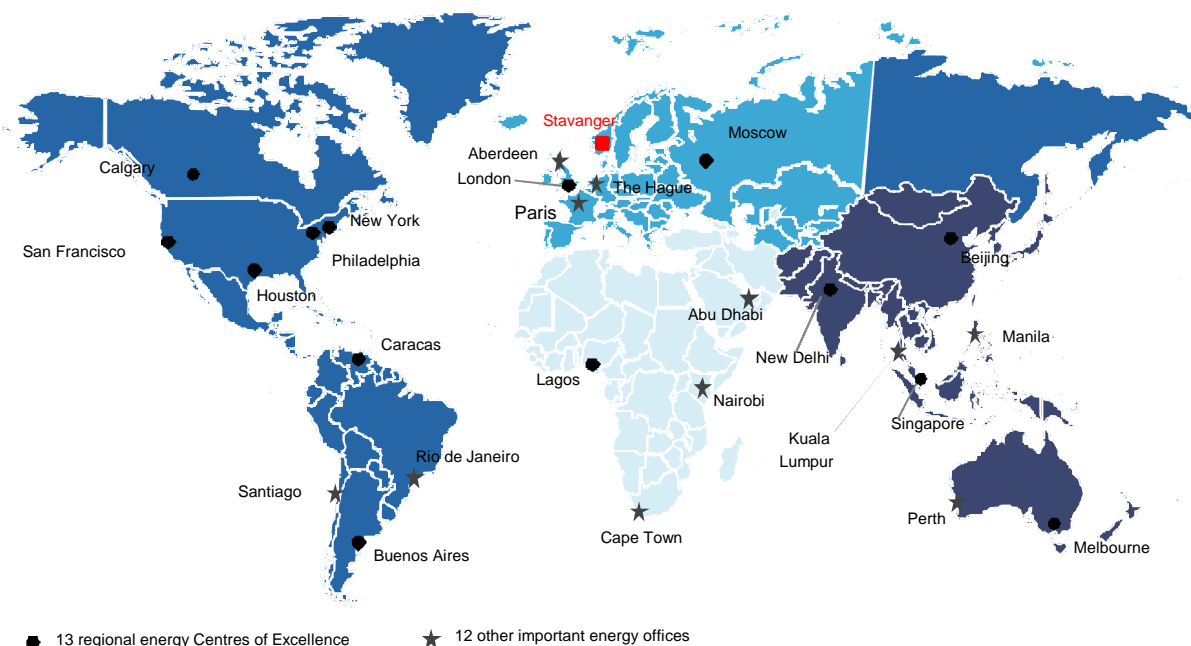 Stavanger
Moscow
Aberdeen
Calgary
London
The Hague
Paris
New York
San Francisco
Philadelphia
Beijing
Houston
Abu Dhabi
Manila
Caracas
New Delhi
Lagos
Nairobi
Singapore
Kuala
Lumpur
Rio de Janeiro
Santiago
Perth
Cape Town
Melbourne
Buenos Aires
13 regional energy Centres of Excellence
12 other important energy offices